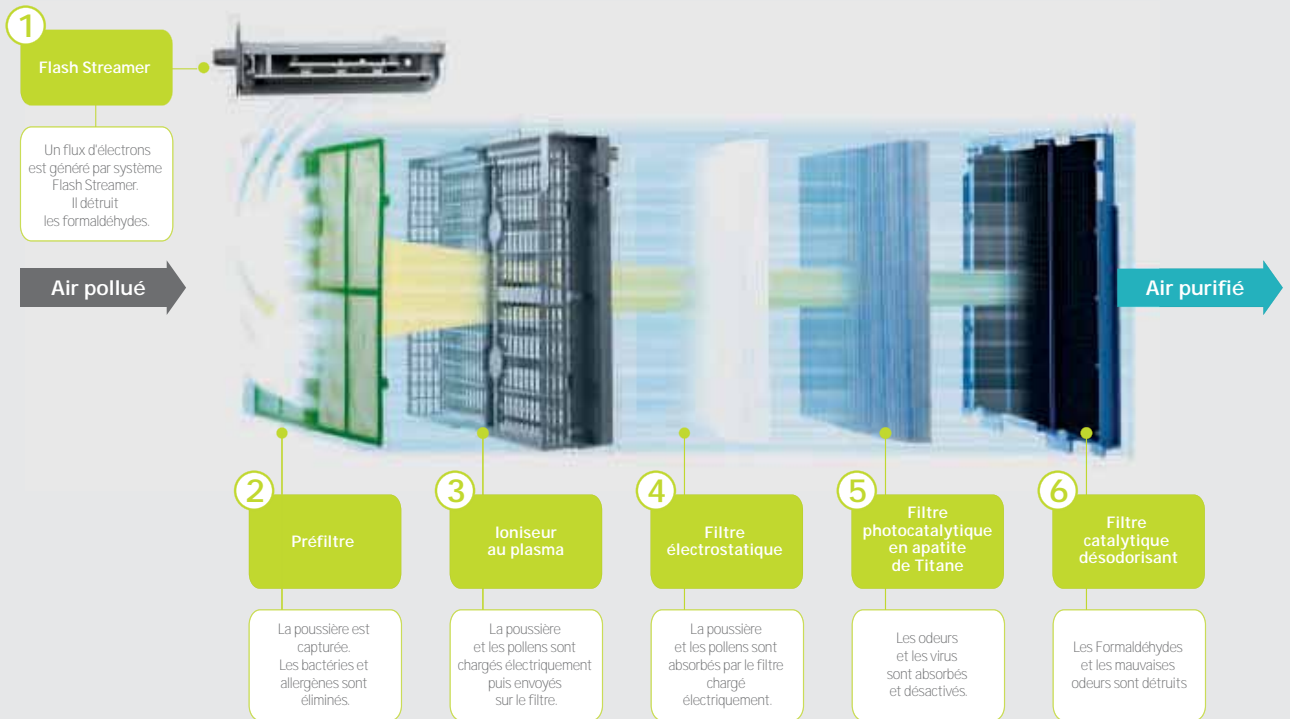 1
Flash Streamer
Un flux d'électrons
est généré par système
Flash Streamer.
Il détruit
les formaldéhydes.
Air pollué
Air purifié
2
Préfiltre
La poussière est
capturée.
Les bactéries et
allergènes sont
éliminés.
3
Ioniseur
au plasma
La poussière
et les pollens sont
chargés électriquement
puis envoyés
sur le filtre.
4
Filtre
électrostatique
La poussière
et les pollens sont
absorbés par le filtre
chargé
électriquement.
5
Filtre
photocatalytique
en apatite
de Titane
Les odeurs
et les virus
sont absorbés
et désactivés.
6
Filtre
catalytique
désodorisant
Les Formaldéhydes
et les mauvaises
odeurs sont détruits